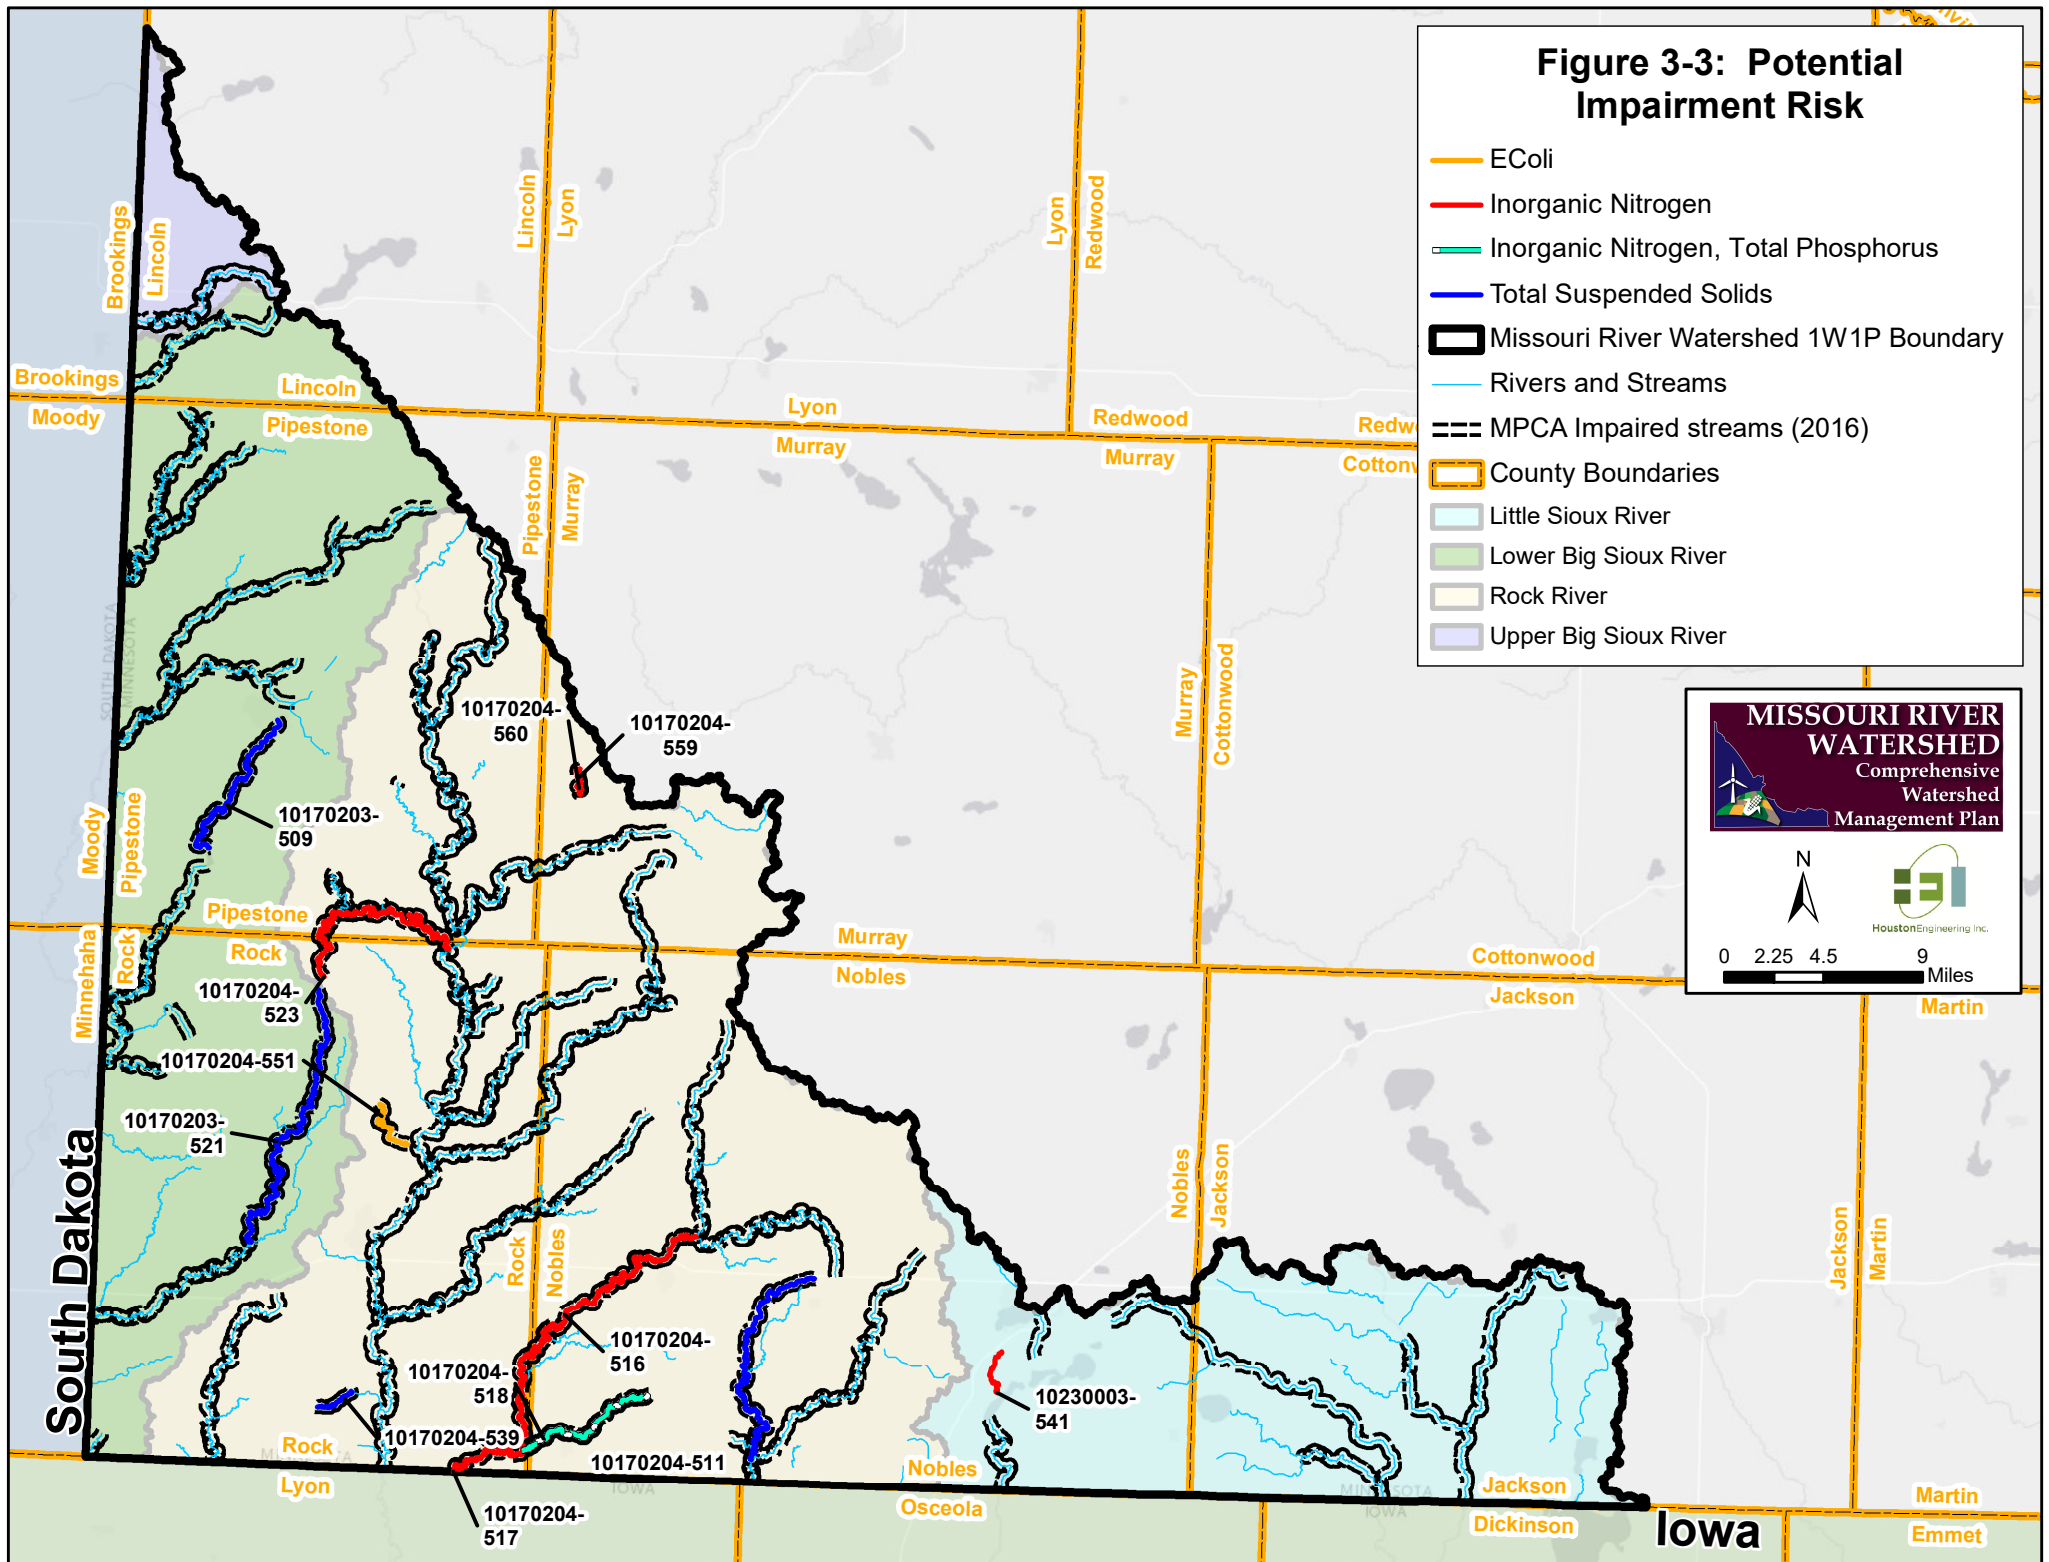 Figure 3-3: Potential
Impairment Risk
EColi
Inorganic Nitrogen
Inorganic Nitrogen, Total Phosphorus
Total Suspended Solids
Missouri River Watershed 1W1P Boundary
Rivers and Streams
MPCA Impaired streams (2016)
County Boundaries
Little Sioux River
Lower Big Sioux River
Rock River
Upper Big Sioux River
MISSOURI RIVER
WATERSHED
Comprehensive
Watershed
Management Plan
N
HoustonEngineering Inc.
0 2.25 4.5 9
Miles
Brookings
Lincoln
Lincoln
Lyon
Lyon
Redwood
Brookings
Moody
Lincoln
Pipestone
Lyon
Murray
Redwood
Murray
Redw
Cottonw
Pipestone
Murray
Murray
Cottonwood
SOUTH DAKOTA
MINNESOTA
10170204-
560
10170204-
559
10170203-
509
Moody
Pipestone
Pipestone
Rock
Minnehaha
Rock
Murray
Nobles
Cottonwood
Jackson
Martin
10170204-
523
10170204-551
10170203-
521
Nobles
Jackson
Rock
Nobles
Jackson
Martin
South Dakota
10170204-
516
10170204-
518
10170204-539
10170204-511
10230003-
541
10170204-
517
Rock
Lyon
Nobles
Osceola
Jackson
Dickinson
Martin
Emmet
IOWA
MINNESOTA
IOWA
Iowa